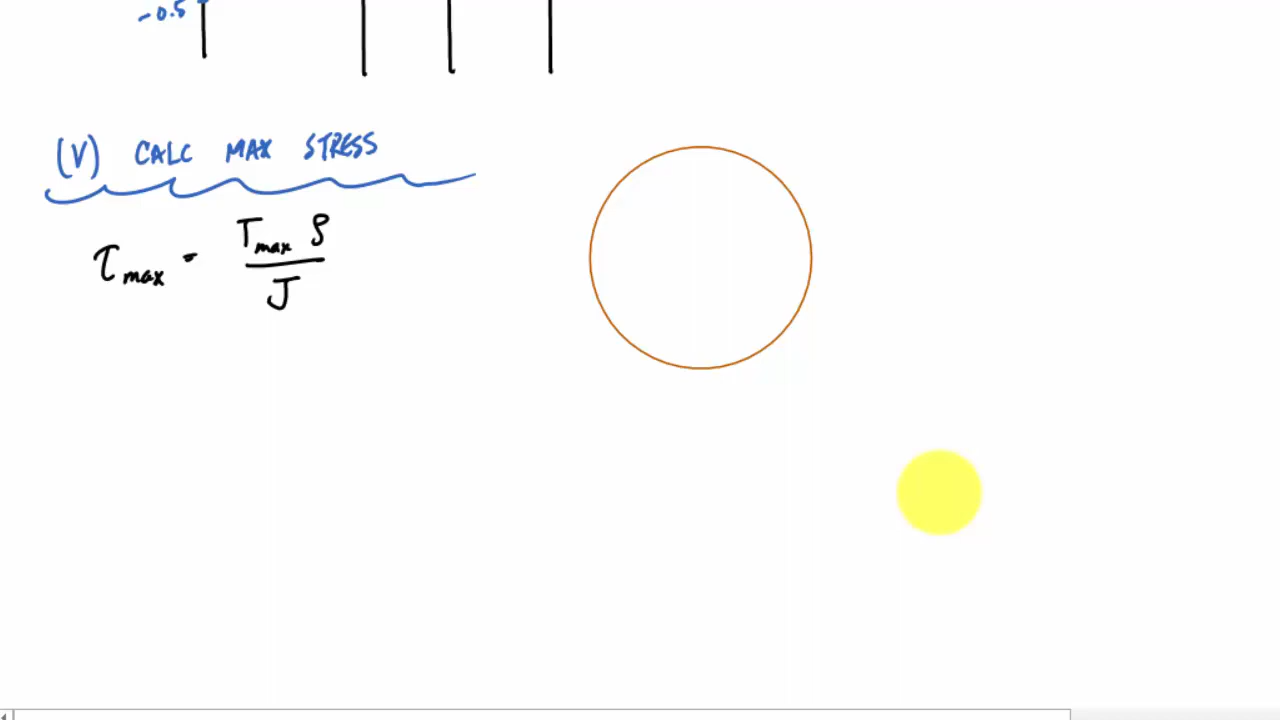 -0.5
(V) CALC MAX STRESS
τmax = Tmax ρ
J